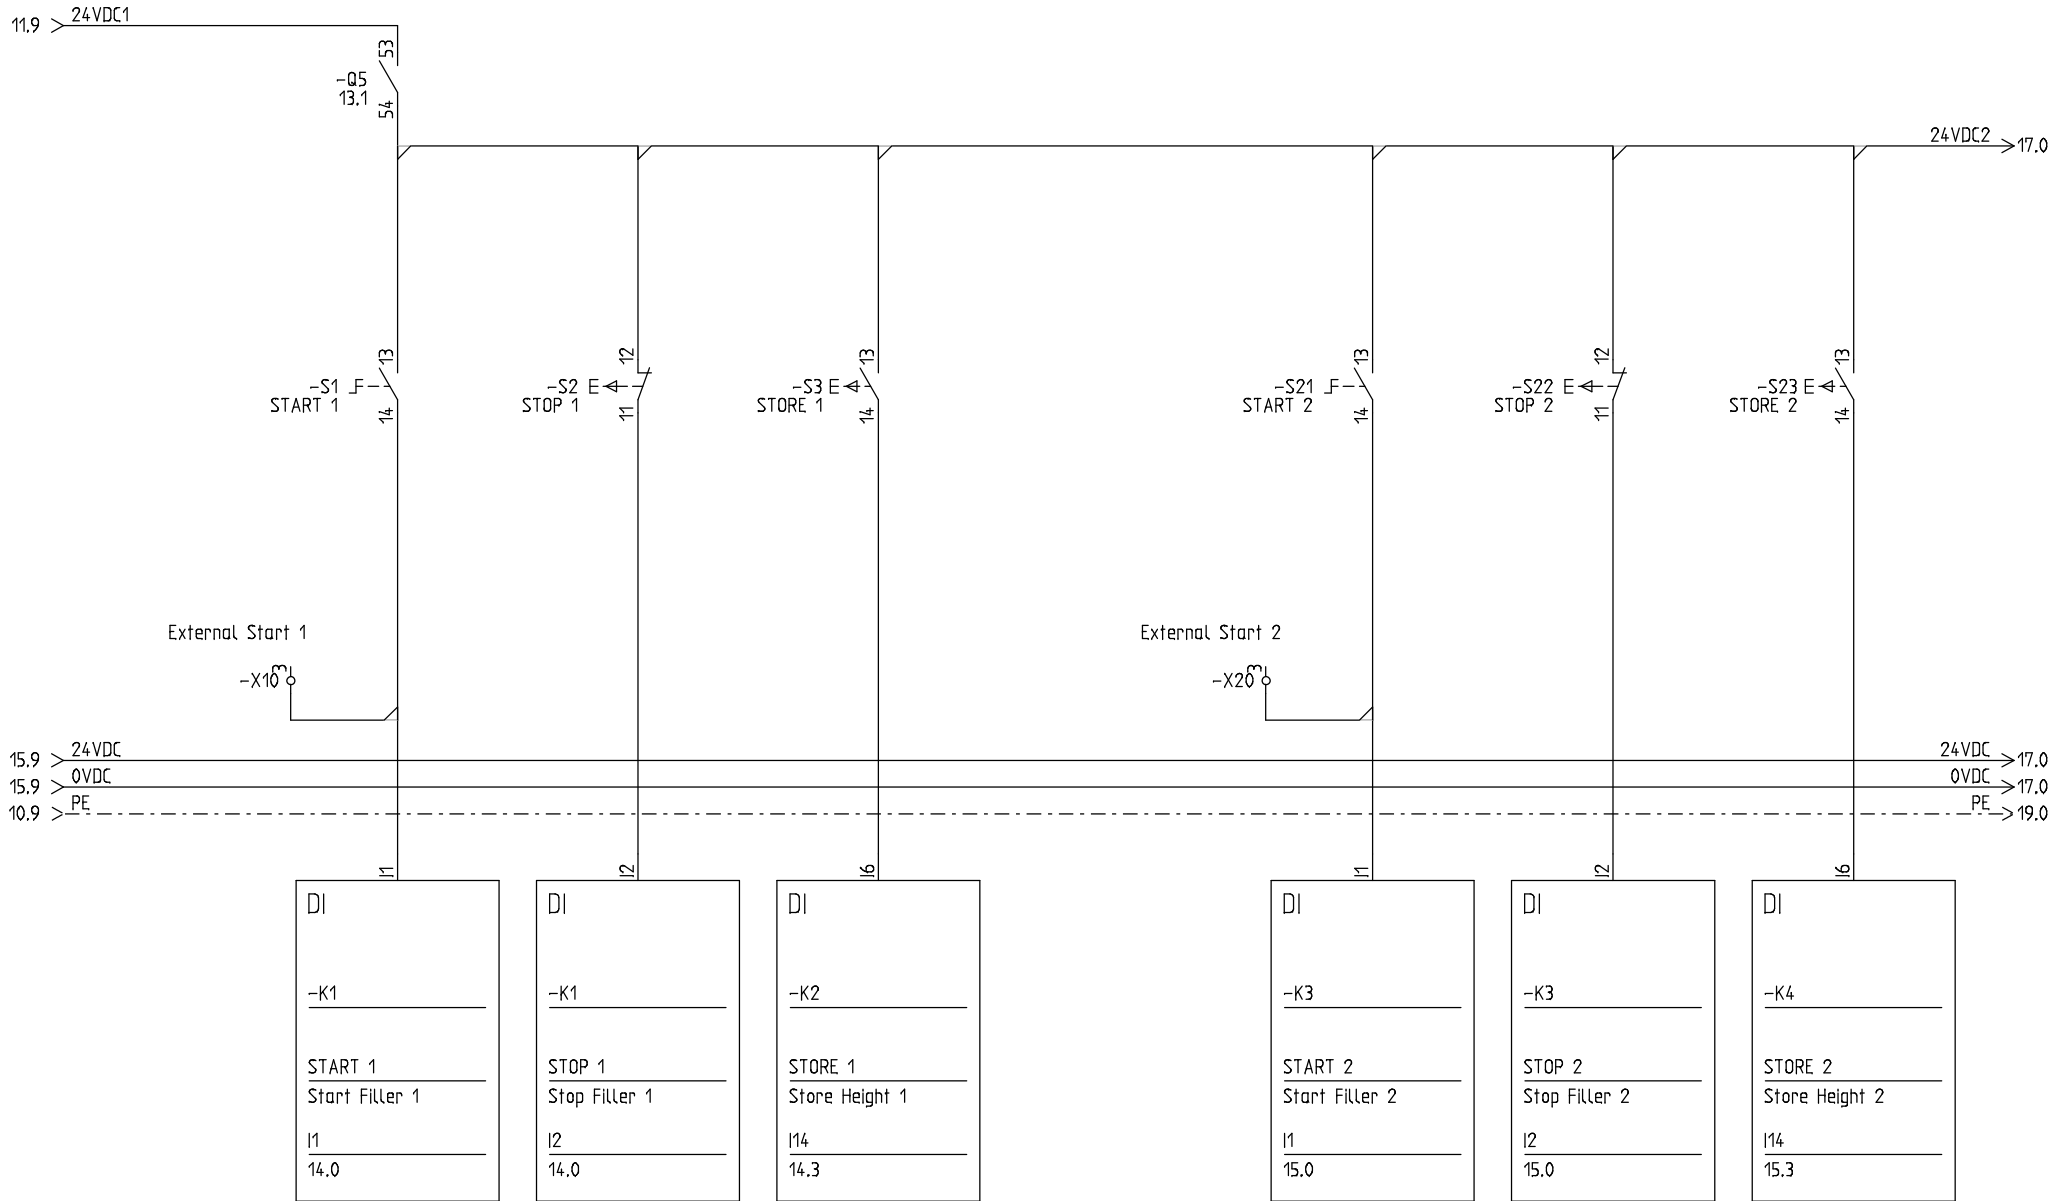 24VDC1
11.9
53
-Q5
13.1
54
24VDC2
17.0
13
12
13
13
12
13
-S1
START 1
14
-S2
STOP 1
11
-S3
STORE 1
14
-S21
START 2
14
-S22
STOP 2
11
-S23
STORE 2
14
External Start 1
External Start 2
3
-X10
3
-X20
24VDC
24VDC
15.9
17.0
0VDC
0VDC
15.9
17.0
PE
PE
10.9
19.0
I1
I2
I6
I1
I2
I6
DI
-K1
START 1
Start Filler 1
I1
14.0
DI
-K1
STOP 1
Stop Filler 1
I2
14.0
DI
-K2
STORE 1
Store Height 1
I14
14.3
DI
-K3
START 2
Start Filler 2
I1
15.0
DI
-K3
STOP 2
Stop Filler 2
I2
15.0
DI
-K4
STORE 2
Store Height 2
I14
15.3